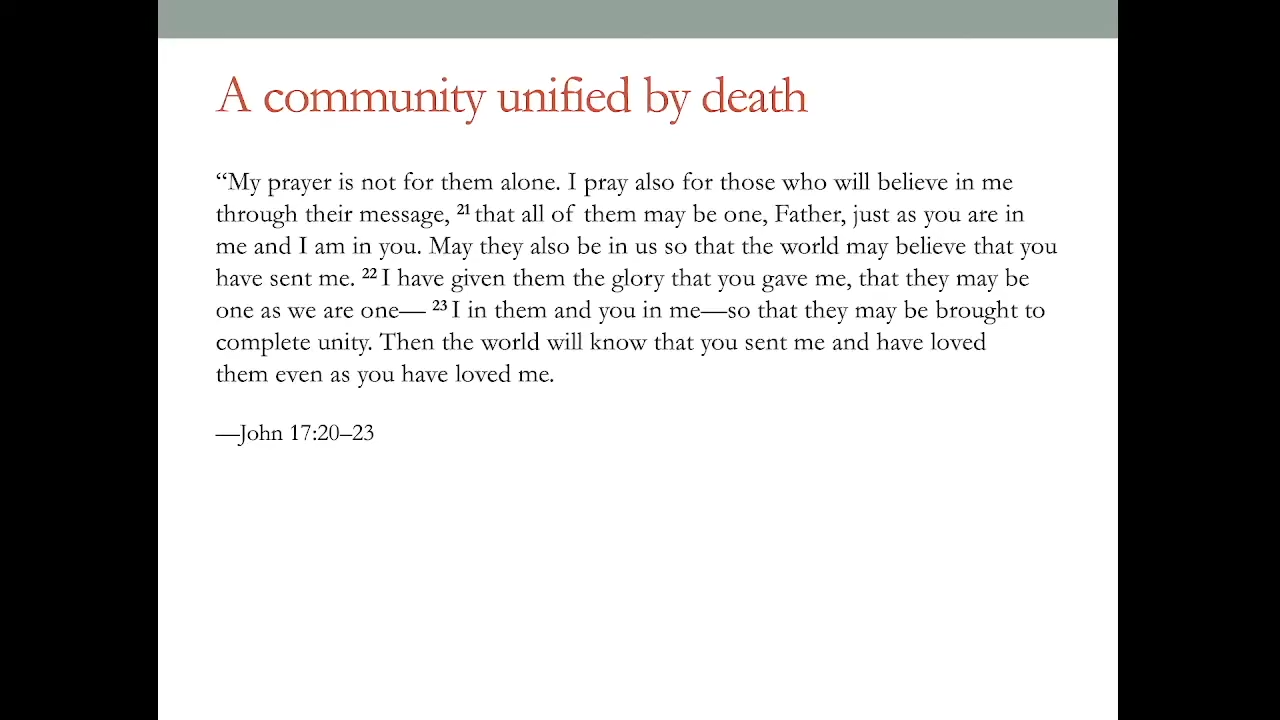 A community unified by death
“My prayer is not for them alone. I pray also for those who will believe in me
through their message, 21 that all of them may be one, Father, just as you are in
me and I am in you. May they also be in us so that the world may believe that you
have sent me. 22 I have given them the glory that you gave me, that they may be
one as we are one— 23 I in them and you in me—so that they may be brought to
complete unity. Then the world will know that you sent me and have loved
them even as you have loved me.
—John 17:20–23